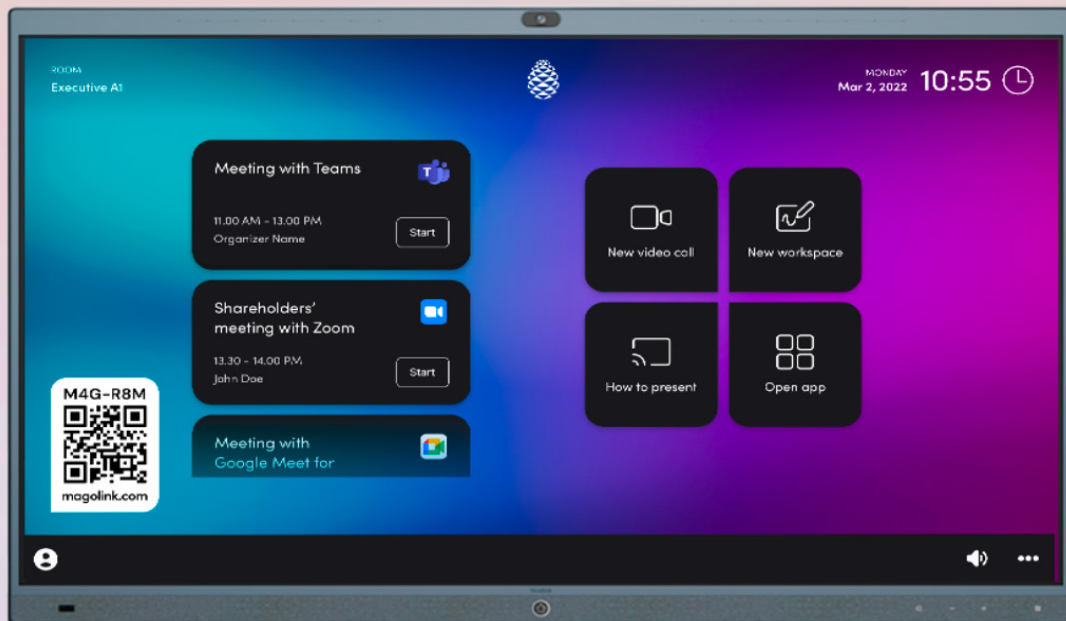 ROOM
Executive A1
MONDAY
Mar 2, 2022
10:55
Meeting with Teams
T
11.00 AM - 13.00 PM
Organizer Name
Start
Shareholders'
meeting with Zoom
13.30 - 14.00 PM
John Doe
Start
Meeting with
Google Meet for
New video call
New workspace
How to present
Open app
M4G-R8M
magolink.com